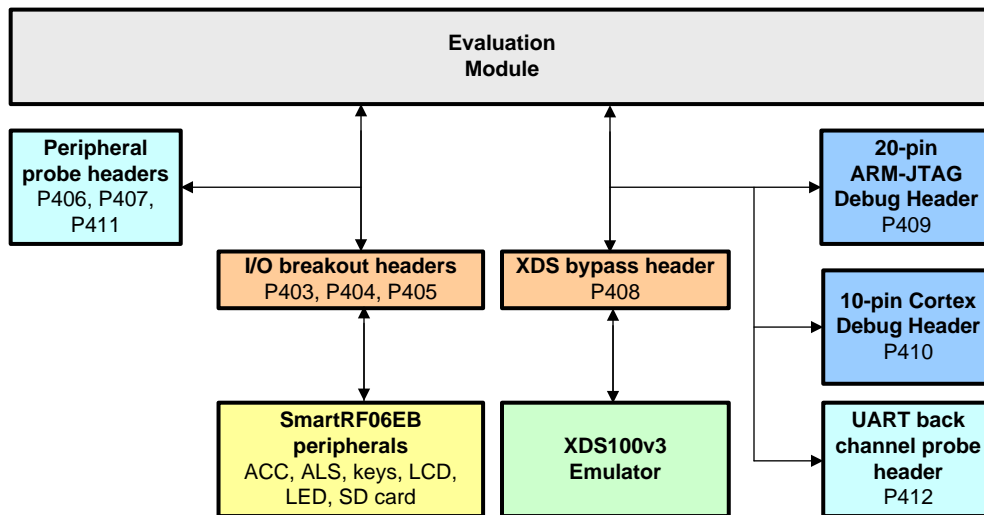 Evaluation
Module
Peripheral
probe headers
P406, P407,
P411
20-pin
ARM-JTAG
Debug Header
P409
I/O breakout headers
P403, P404, P405
XDS bypass header
P408
10-pin Cortex
Debug Header
P410
SmartRF06EB
peripherals
ACC, ALS, keys, LCD,
LED, SD card
XDS100v3
Emulator
UART back
channel probe
header
P412